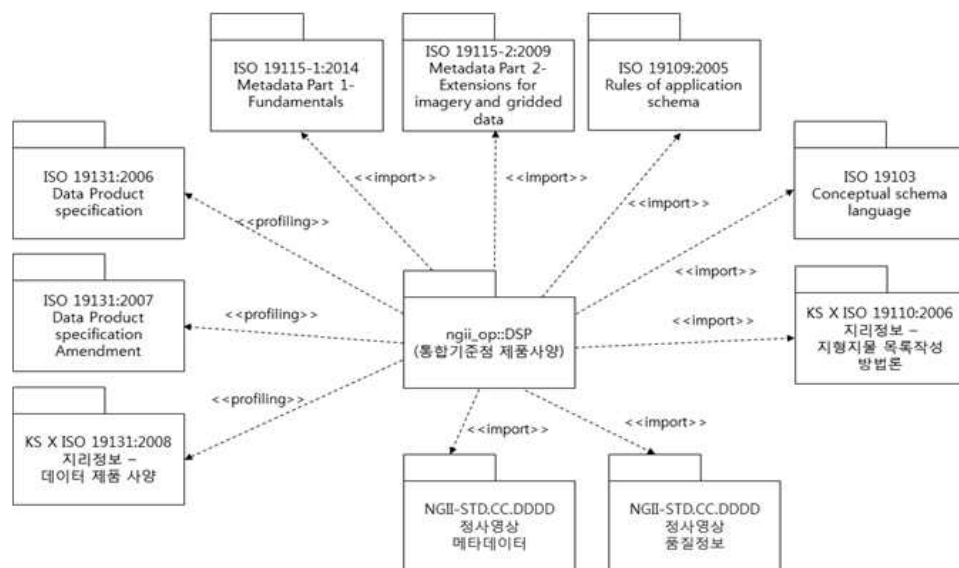 ISO 19115-1:2014
Metadata Part 1-
Fundamentals
ISO 19115-2:2009
Metadata Part 2-
Extensions for
imagery and gridded
data
ISO 19109:2005
Rules of application
schema
ISO 19131:2006
Data Product
specification
ISO 19103
Conceptual schema
language
<<import>>
<<import>>
<<import>>
<<profiling>>
<<import>>
ISO 19131:2007
Data Product
specification
Amendment
<<profiling>>
ngii_op::DSP
(통합기준점 제품사양)
<<import>>
KS X ISO 19110:2006
지리정보 –
지형지물 목록작성
방법론
<<profiling>>
KS X ISO 19131:2008
지리정보 –
데이터 제품 사양
<<import>>
<<import>>
NGII-STD.CC.DDDD
정사영상
메타데이터
NGII-STD.CC.DDDD
정사영상
품질정보